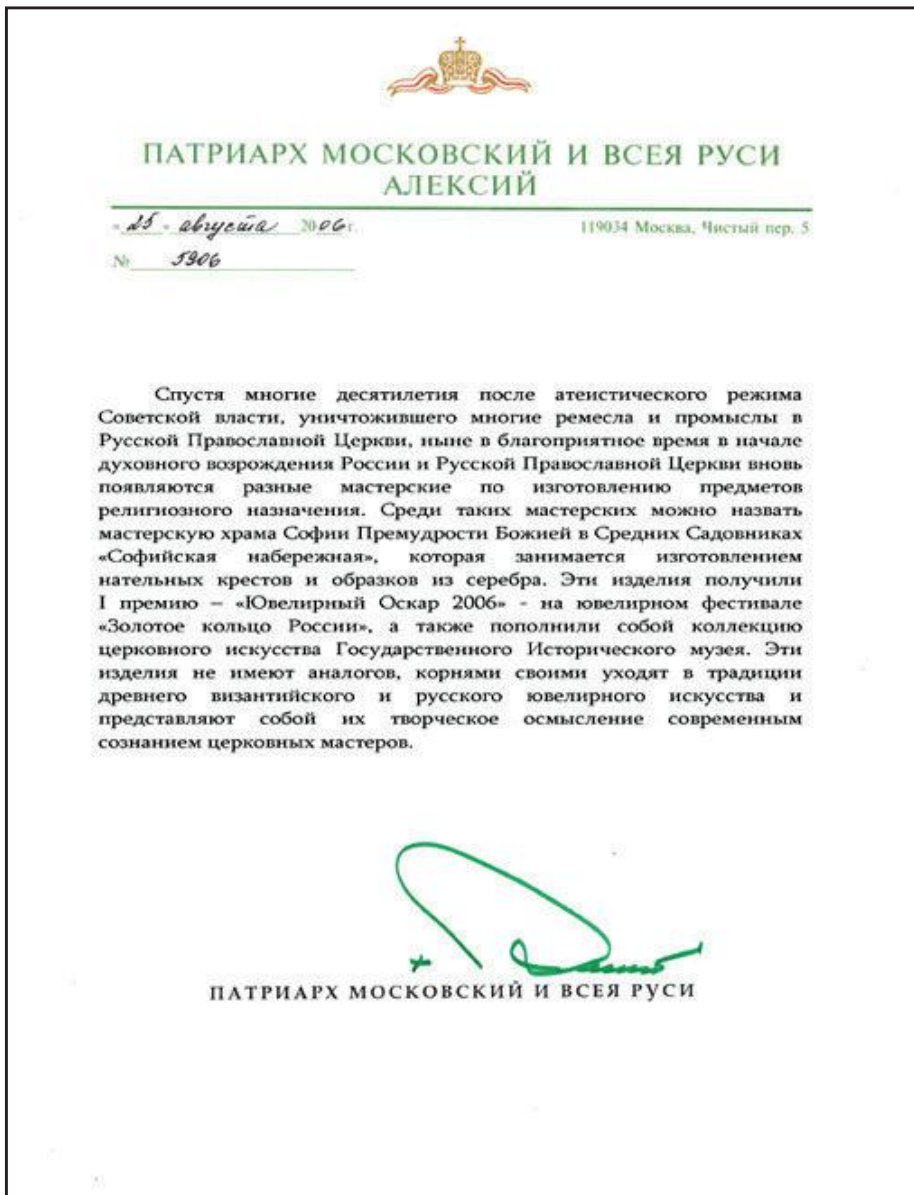 ПАТРИАРХ МОСКОВСКИЙ И ВСЕЯ РУСИ
АЛЕКСИЙ
« 25 » августа 2006 г.
119034 Москва, Чистый пер. 5
№ 5906
Спустя многие десятилетия после атеистического режима
Советской власти, уничтожившего многие ремесла и промыслы в
Русской Православной Церкви, ныне в благоприятное время в начале
духовного возрождения России и Русской Православной Церкви вновь
появляются разные мастерские по изготовлению предметов
религиозного назначения. Среди таких мастерских можно назвать
мастерскую храма Софии Премудрости Божией в Средних Садовниках
«Софийская набережная», которая занимается изготовлением
нательных крестов и образков из серебра. Эти изделия получили
I премию – «Ювелирный Оскар 2006» - на ювелирном фестивале
«Золотое кольцо России», а также пополнили собой коллекцию
церковного искусства Государственного Исторического музея. Эти
изделия не имеют аналогов, корнями своими уходят в традиции
древнего византийского и русского ювелирного искусства и
представляют собой их творческое осмысление современным
сознанием церковных мастеров.
ПАТРИАРХ МОСКОВСКИЙ И ВСЕЯ РУСИ